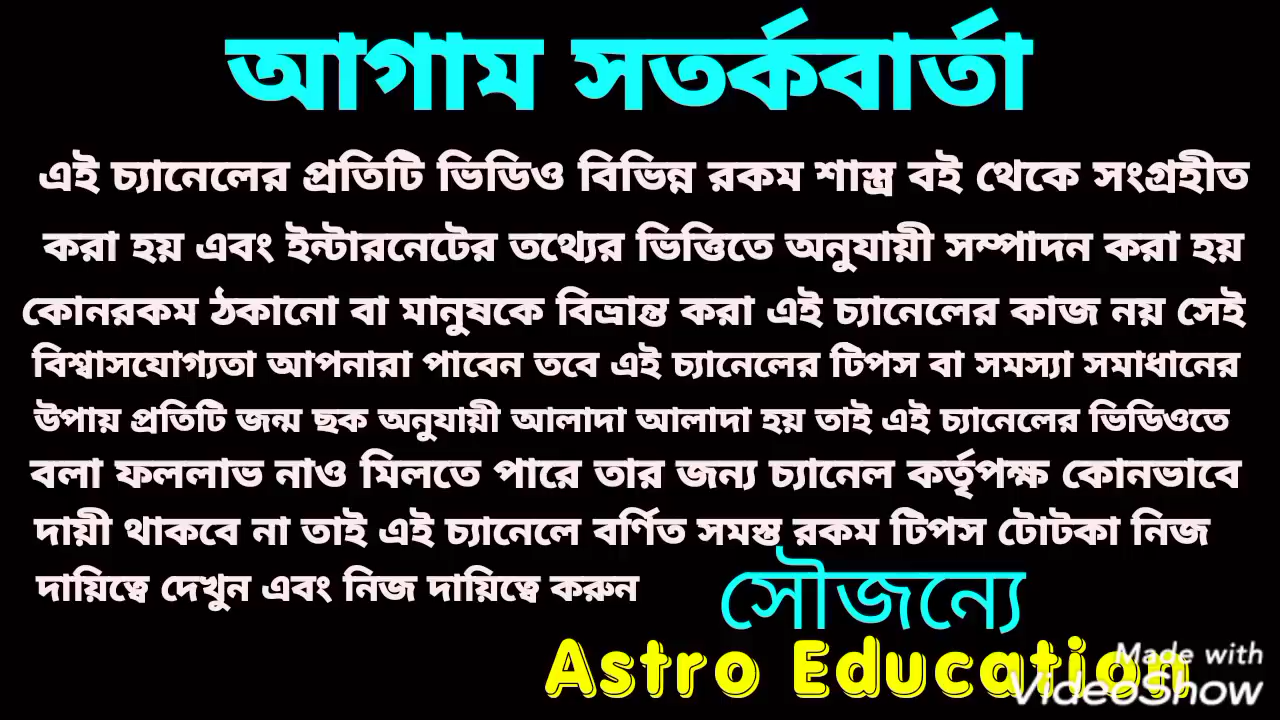 আগাম সতর্কবার্তা
এই চ্যানেলের প্রতিটি ভিডিও বিভিন্ন রকম শাস্ত্র বই থেকে সংগ্রহীত
করা হয় এবং ইন্টারনেটের তথ্যের ভিত্তিতে অনুযায়ী সম্পাদন করা হয়
কোনরকম ঠকানো বা মানুষকে বিভ্রান্ত করা এই চ্যানেলের কাজ নয় সেই
বিশ্বাসযোগ্যতা আপনারা পাবেন তবে এই চ্যানেলের টিপস বা সমস্যা সমাধানের
উপায় প্রতিটি জন্ম ছক অনুযায়ী আলাদা আলাদা হয় তাই এই চ্যানেলের ভিডিওতে
বলা ফললাভ নাও মিলতে পারে তার জন্য চ্যানেল কর্তৃপক্ষ কোনভাবে
দায়ী থাকবে না তাই এই চ্যানেলে বর্ণিত সমস্ত রকম টিপস টোটকা নিজ
দায়িত্বে দেখুন এবং নিজ দায়িত্বে করুন
সৌজন্যে
Astro Education
Made with
VideoShow